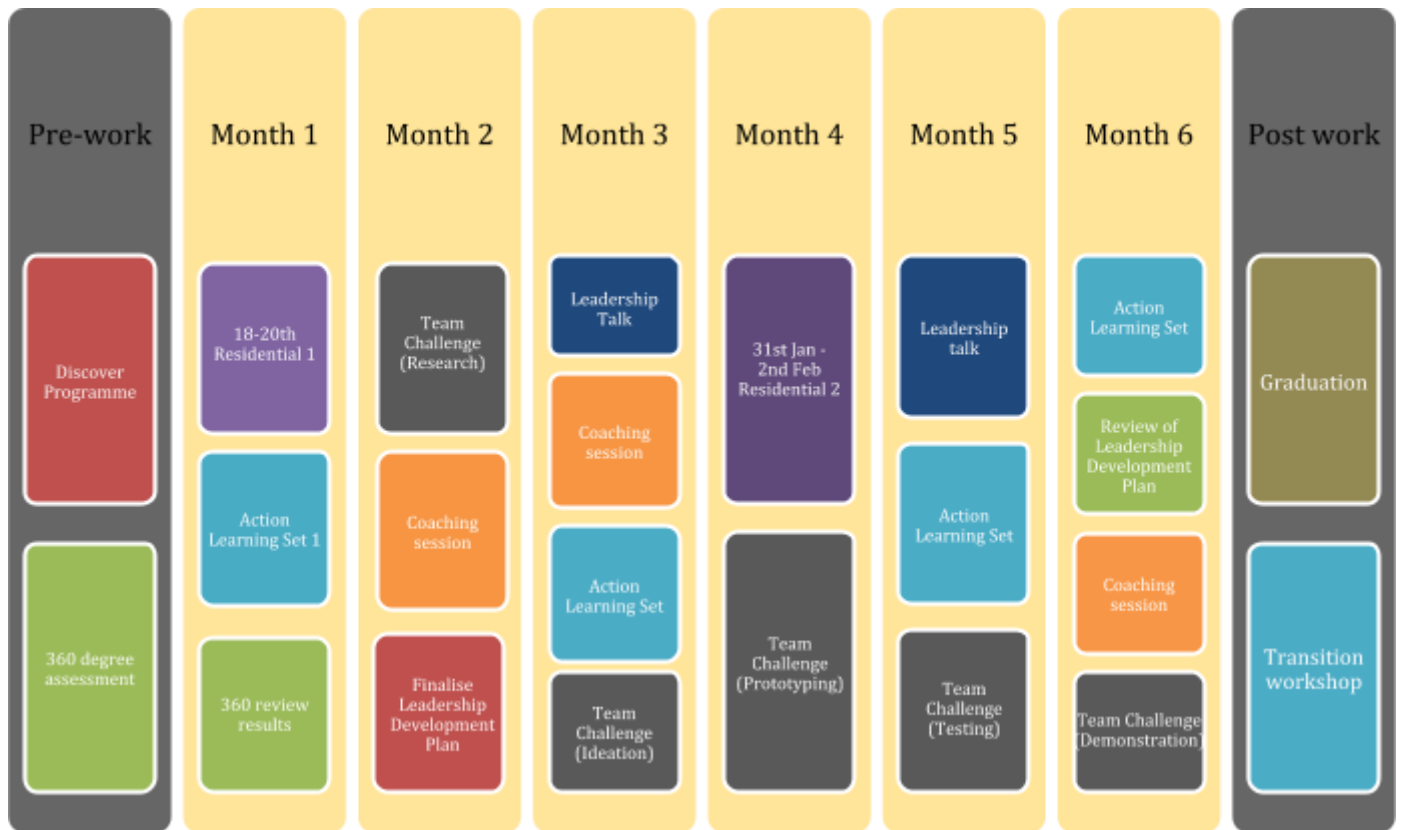 Pre-work
Discover
Programme
360 degree
assessment
Month 1
18-20th
Residential 1
Action
Learning Set 1
360 review
results
Month 2
Team
Challenge
(Research)
Coaching
session
Finalise
Leadership
Development
Plan
Month 3
Leadership
Talk
Coaching
session
Action
Learning Set
Team
Challenge
(Ideation)
Month 4
31st Jan -
2nd Feb
Residential 2
Team
Challenge
(Prototyping)
Month 5
Leadership
talk
Action
Learning Set
Team
Challenge
(Testing)
Month 6
Action
Learning Set
Review of
Leadership
Development
Plan
Coaching
session
Team Challenge
(Demonstration)
Post work
Graduation
Transition
workshop